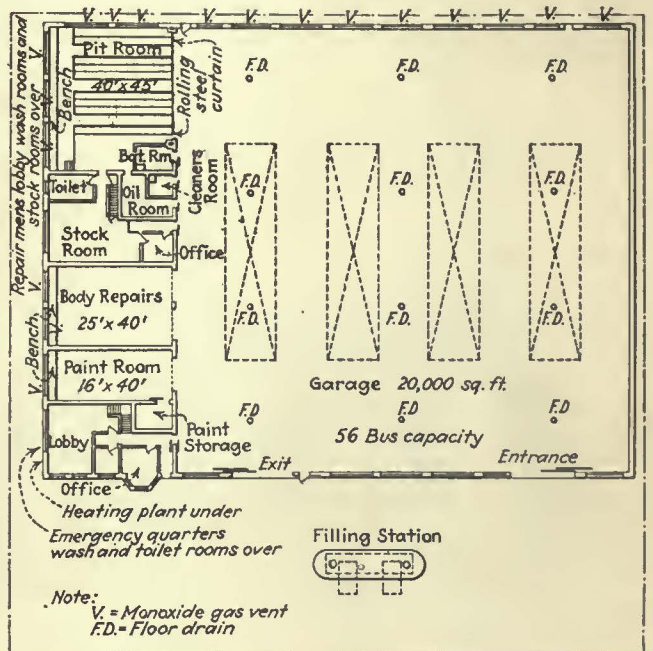 V. V. V. V. V. V. V. V. V. V.
Pit Room
40'x45'
Bench
Rolling
steel
curtain
F.D. F.D. F.D.
Repair mens lobby wash rooms and
stock rooms over
V.
V.
V.
Bat. Rm.
Toilet
Oil
Room
Cleaners
Room
F.D. F.D. F.D.
Stock
Room
Office
V.
Body Repairs
25'x 40'
Bench,
F.D. F.D. F.D.
V.
Paint Room
16'x 40'
Garage 20,000 sq. ft.
Paint
Storage
F.D F.D. F.D
56 Bus capacity
Lobby
Exit
Entrance
Office
Heating plant under
Emergency quarters
wash and toilet rooms over
Filling Station
Note:
V. = Monoxide gas vent
F.D. = Floor drain